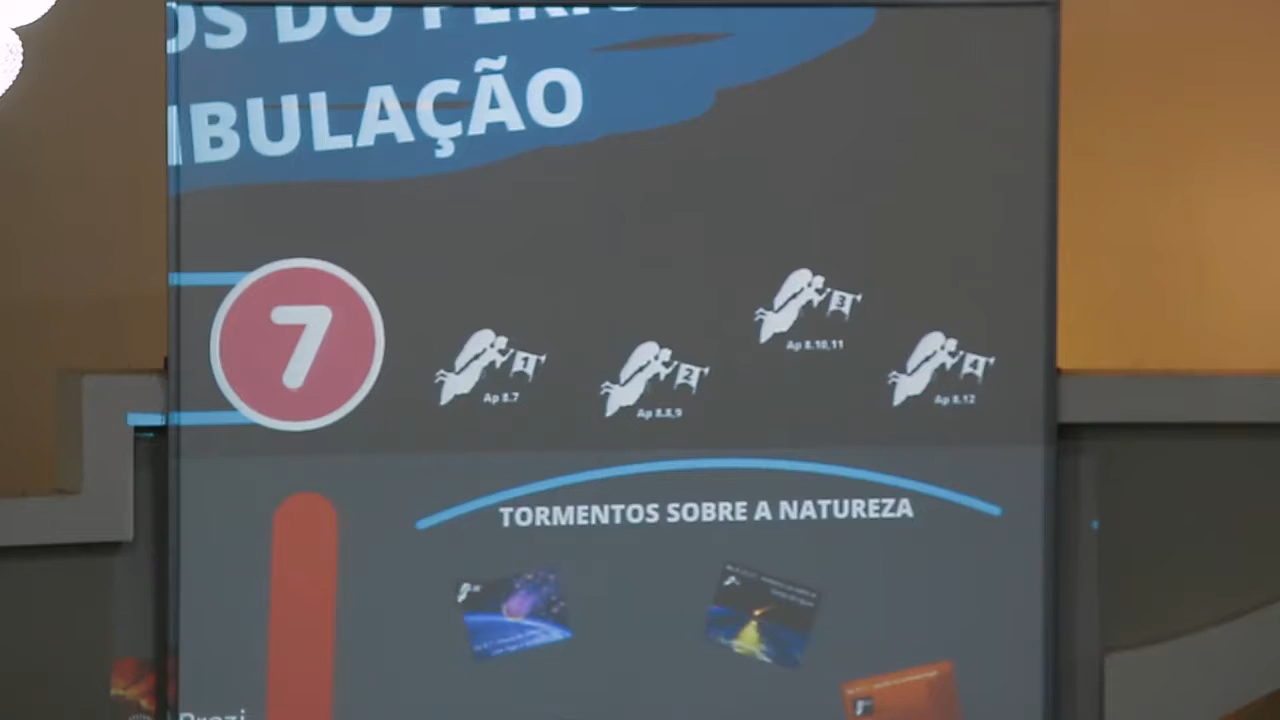 OS DO
IBULAÇÃO
7
1
2
3
4
Ap 8.7
Ap 8.8,9
Ap 8.10,11
Ap 8.12
TORMENTOS SOBRE A NATUREZA
Prezi